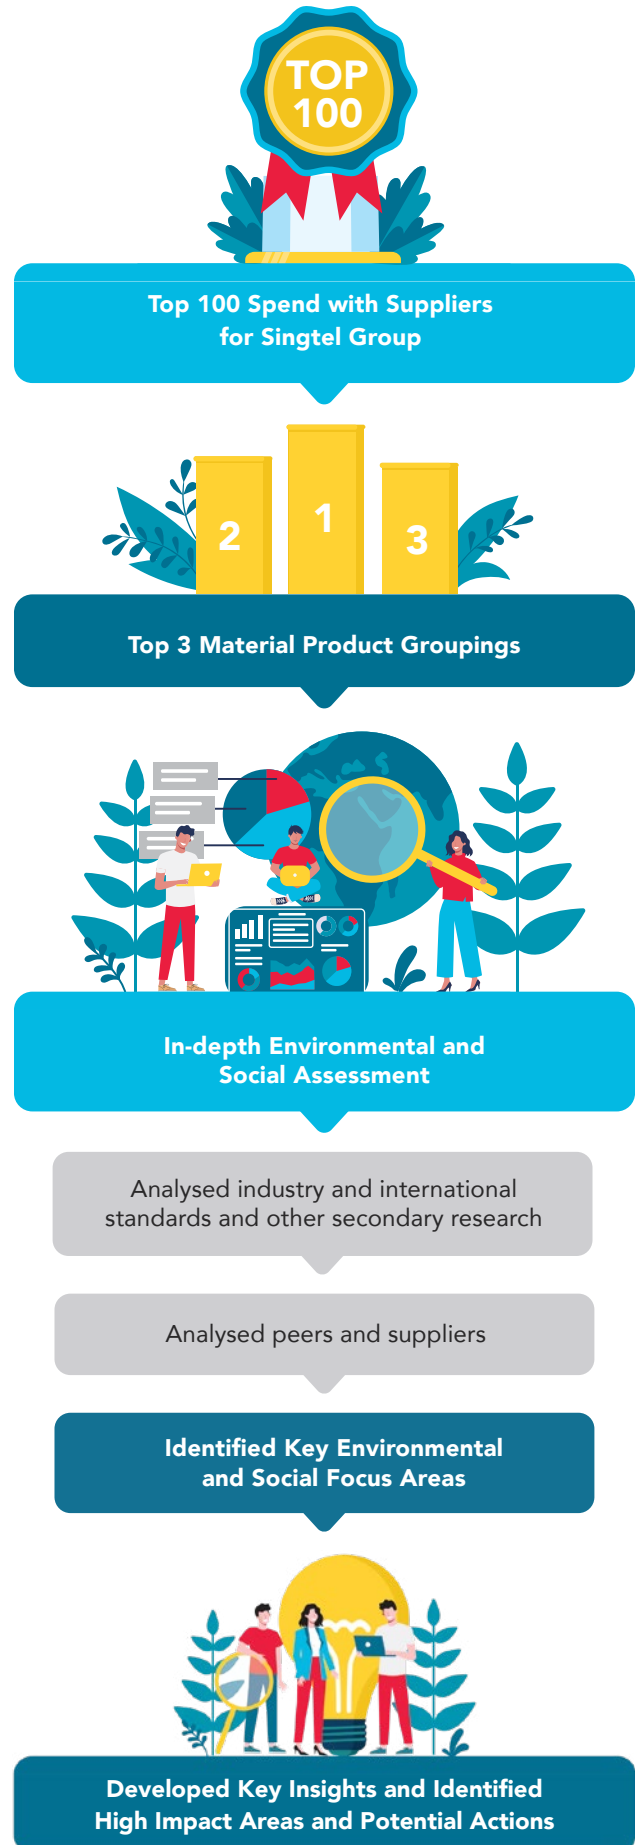 TOP
100
Top 100 Spend with Suppliers
for Singtel Group
2
1
3
Top 3 Material Product Groupings
In-depth Environmental and
Social Assessment
Analysed industry and international
standards and other secondary research
Analysed peers and suppliers
Identified Key Environmental
and Social Focus Areas
Developed Key Insights and Identified
High Impact Areas and Potential Actions